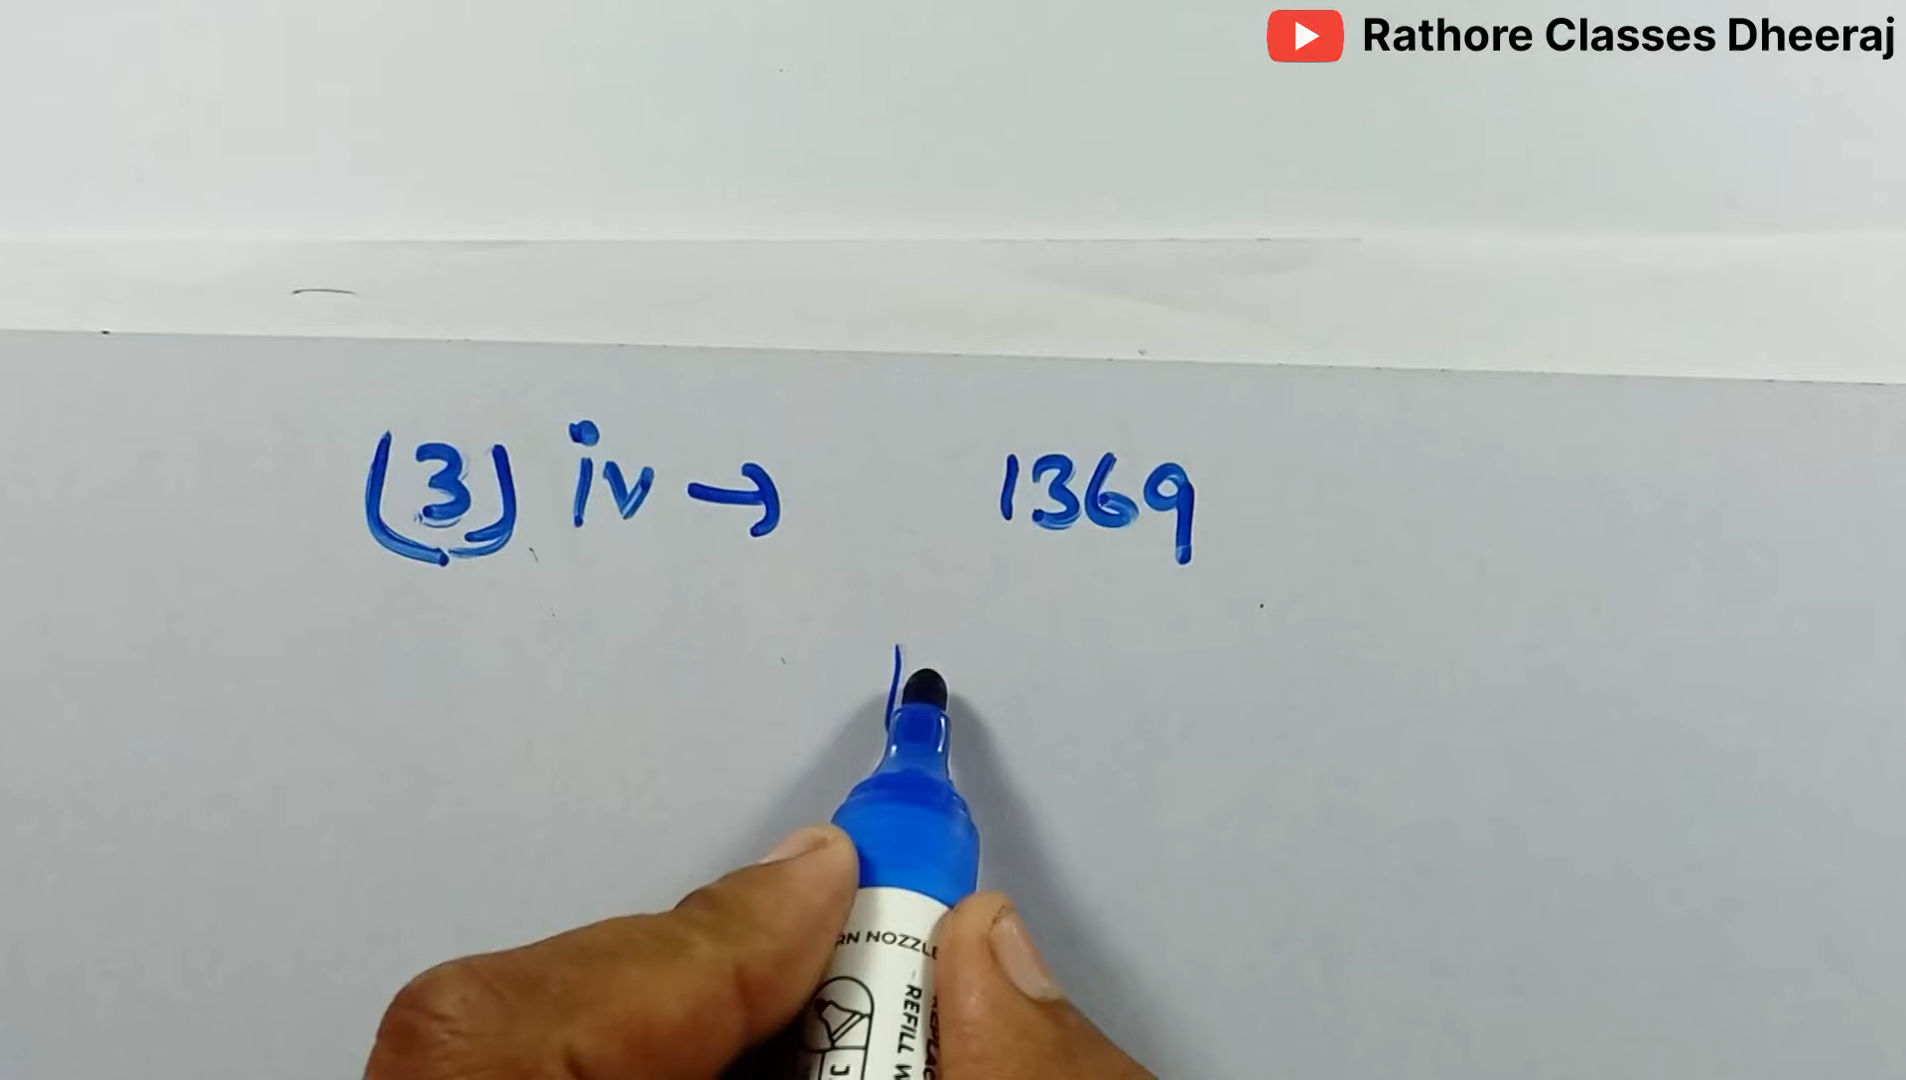 Rathore Classes Dheeraj
(3) iv → 1369
RN NOZZLE
REFILL W